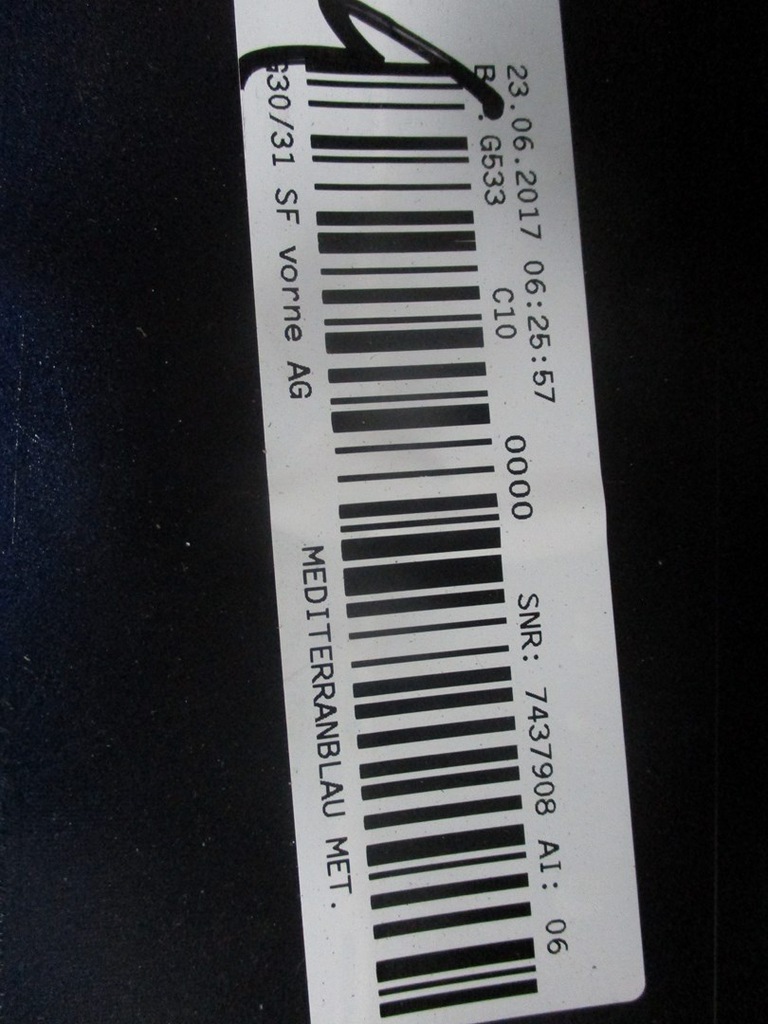 23.06.2017 06:25:57
G533 C10 0000 SNR: 7437908 AI: 06
G30/31 SF vorne AG MEDITERRANBLAU MET.